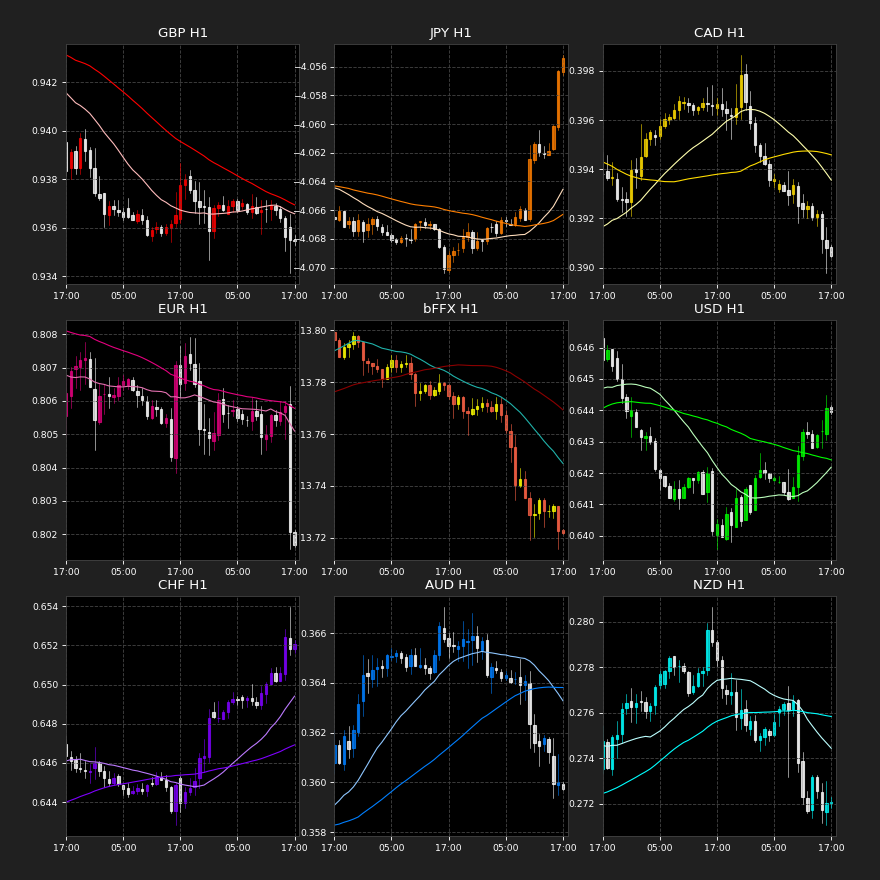 GBP H1
0.942
0.940
0.938
0.936
0.934
17:00 05:00 17:00 05:00 17:00
JPY H1
−4.056
−4.058
−4.060
−4.062
−4.064
−4.066
−4.068
−4.070
17:00 05:00 17:00 05:00 17:00
CAD H1
0.398
0.396
0.394
0.392
0.390
17:00 05:00 17:00 05:00 17:00
EUR H1
0.808
0.807
0.806
0.805
0.804
0.803
0.802
17:00 05:00 17:00 05:00 17:00
bFFX H1
13.80
13.78
13.76
13.74
13.72
17:00 05:00 17:00 05:00 17:00
USD H1
0.646
0.645
0.644
0.643
0.642
0.641
0.640
17:00 05:00 17:00 05:00 17:00
CHF H1
0.654
0.652
0.650
0.648
0.646
0.644
17:00 05:00 17:00 05:00 17:00
AUD H1
0.366
0.364
0.362
0.360
0.358
17:00 05:00 17:00 05:00 17:00
NZD H1
0.280
0.278
0.276
0.274
0.272
17:00 05:00 17:00 05:00 17:00